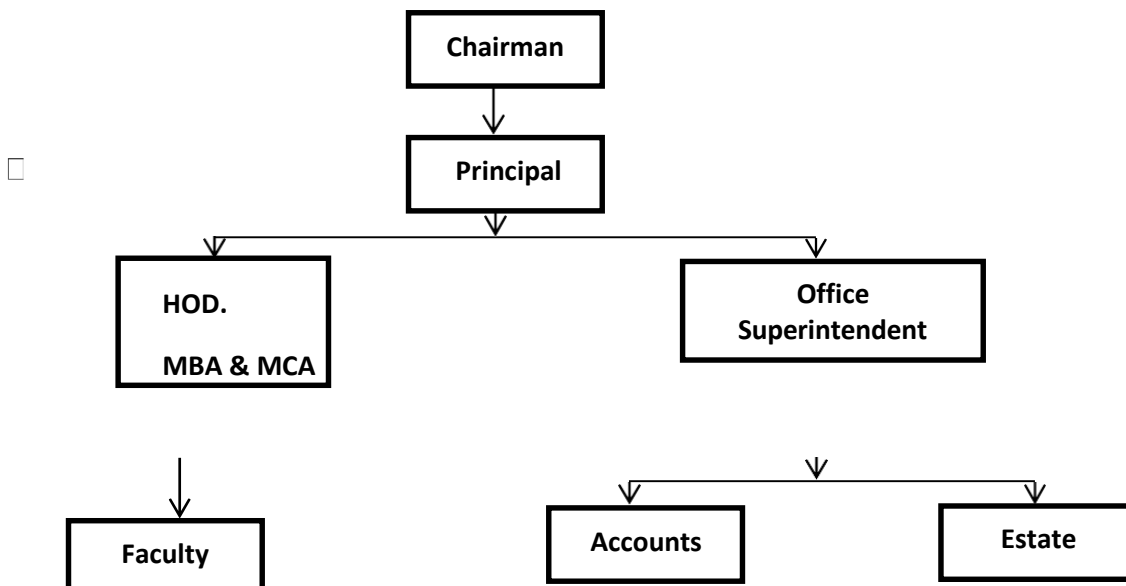 Chairman
Principal
HOD.
MBA & MCA
Office
Superintendent
Faculty
Accounts
Estate